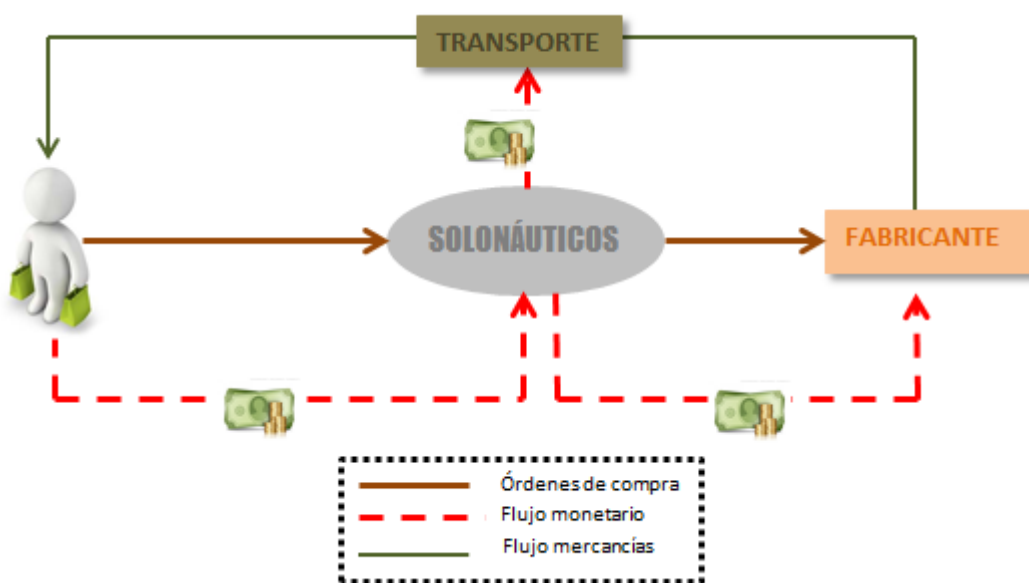 TRANSPORTE
SOLONÁUTICOS
FABRICANTE
Órdenes de compra
Flujo monetario
Flujo mercancías